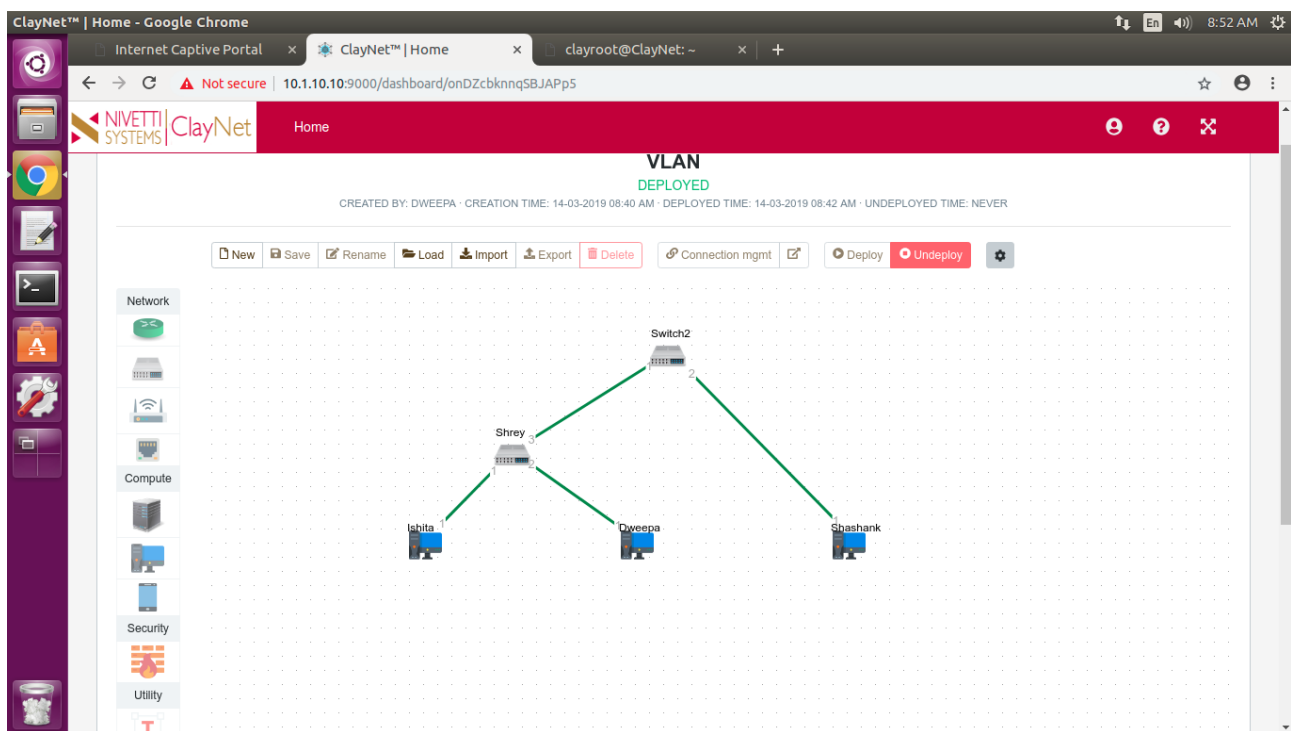 ClayNet™ | Home - Google Chrome
En
8:52 AM
Internet Captive Portal
ClayNet™ | Home
clayroot@ClayNet: ~
Not secure | 10.1.10.10:9000/dashboard/onDZcbknnqSBJAPp5
NIVETTI SYSTEMS
ClayNet
Home
VLAN
DEPLOYED
CREATED BY: DWEEPA · CREATION TIME: 14-03-2019 08:40 AM · DEPLOYED TIME: 14-03-2019 08:42 AM · UNDEPLOYED TIME: NEVER
New Save Rename Load Import Export Delete Connection mgmt Deploy Undeploy
Network
Switch2
1
2
Shrey
3
1
2
Compute
Ishita
1
Dweepa
1
Shashank
1
Security
Utility
T